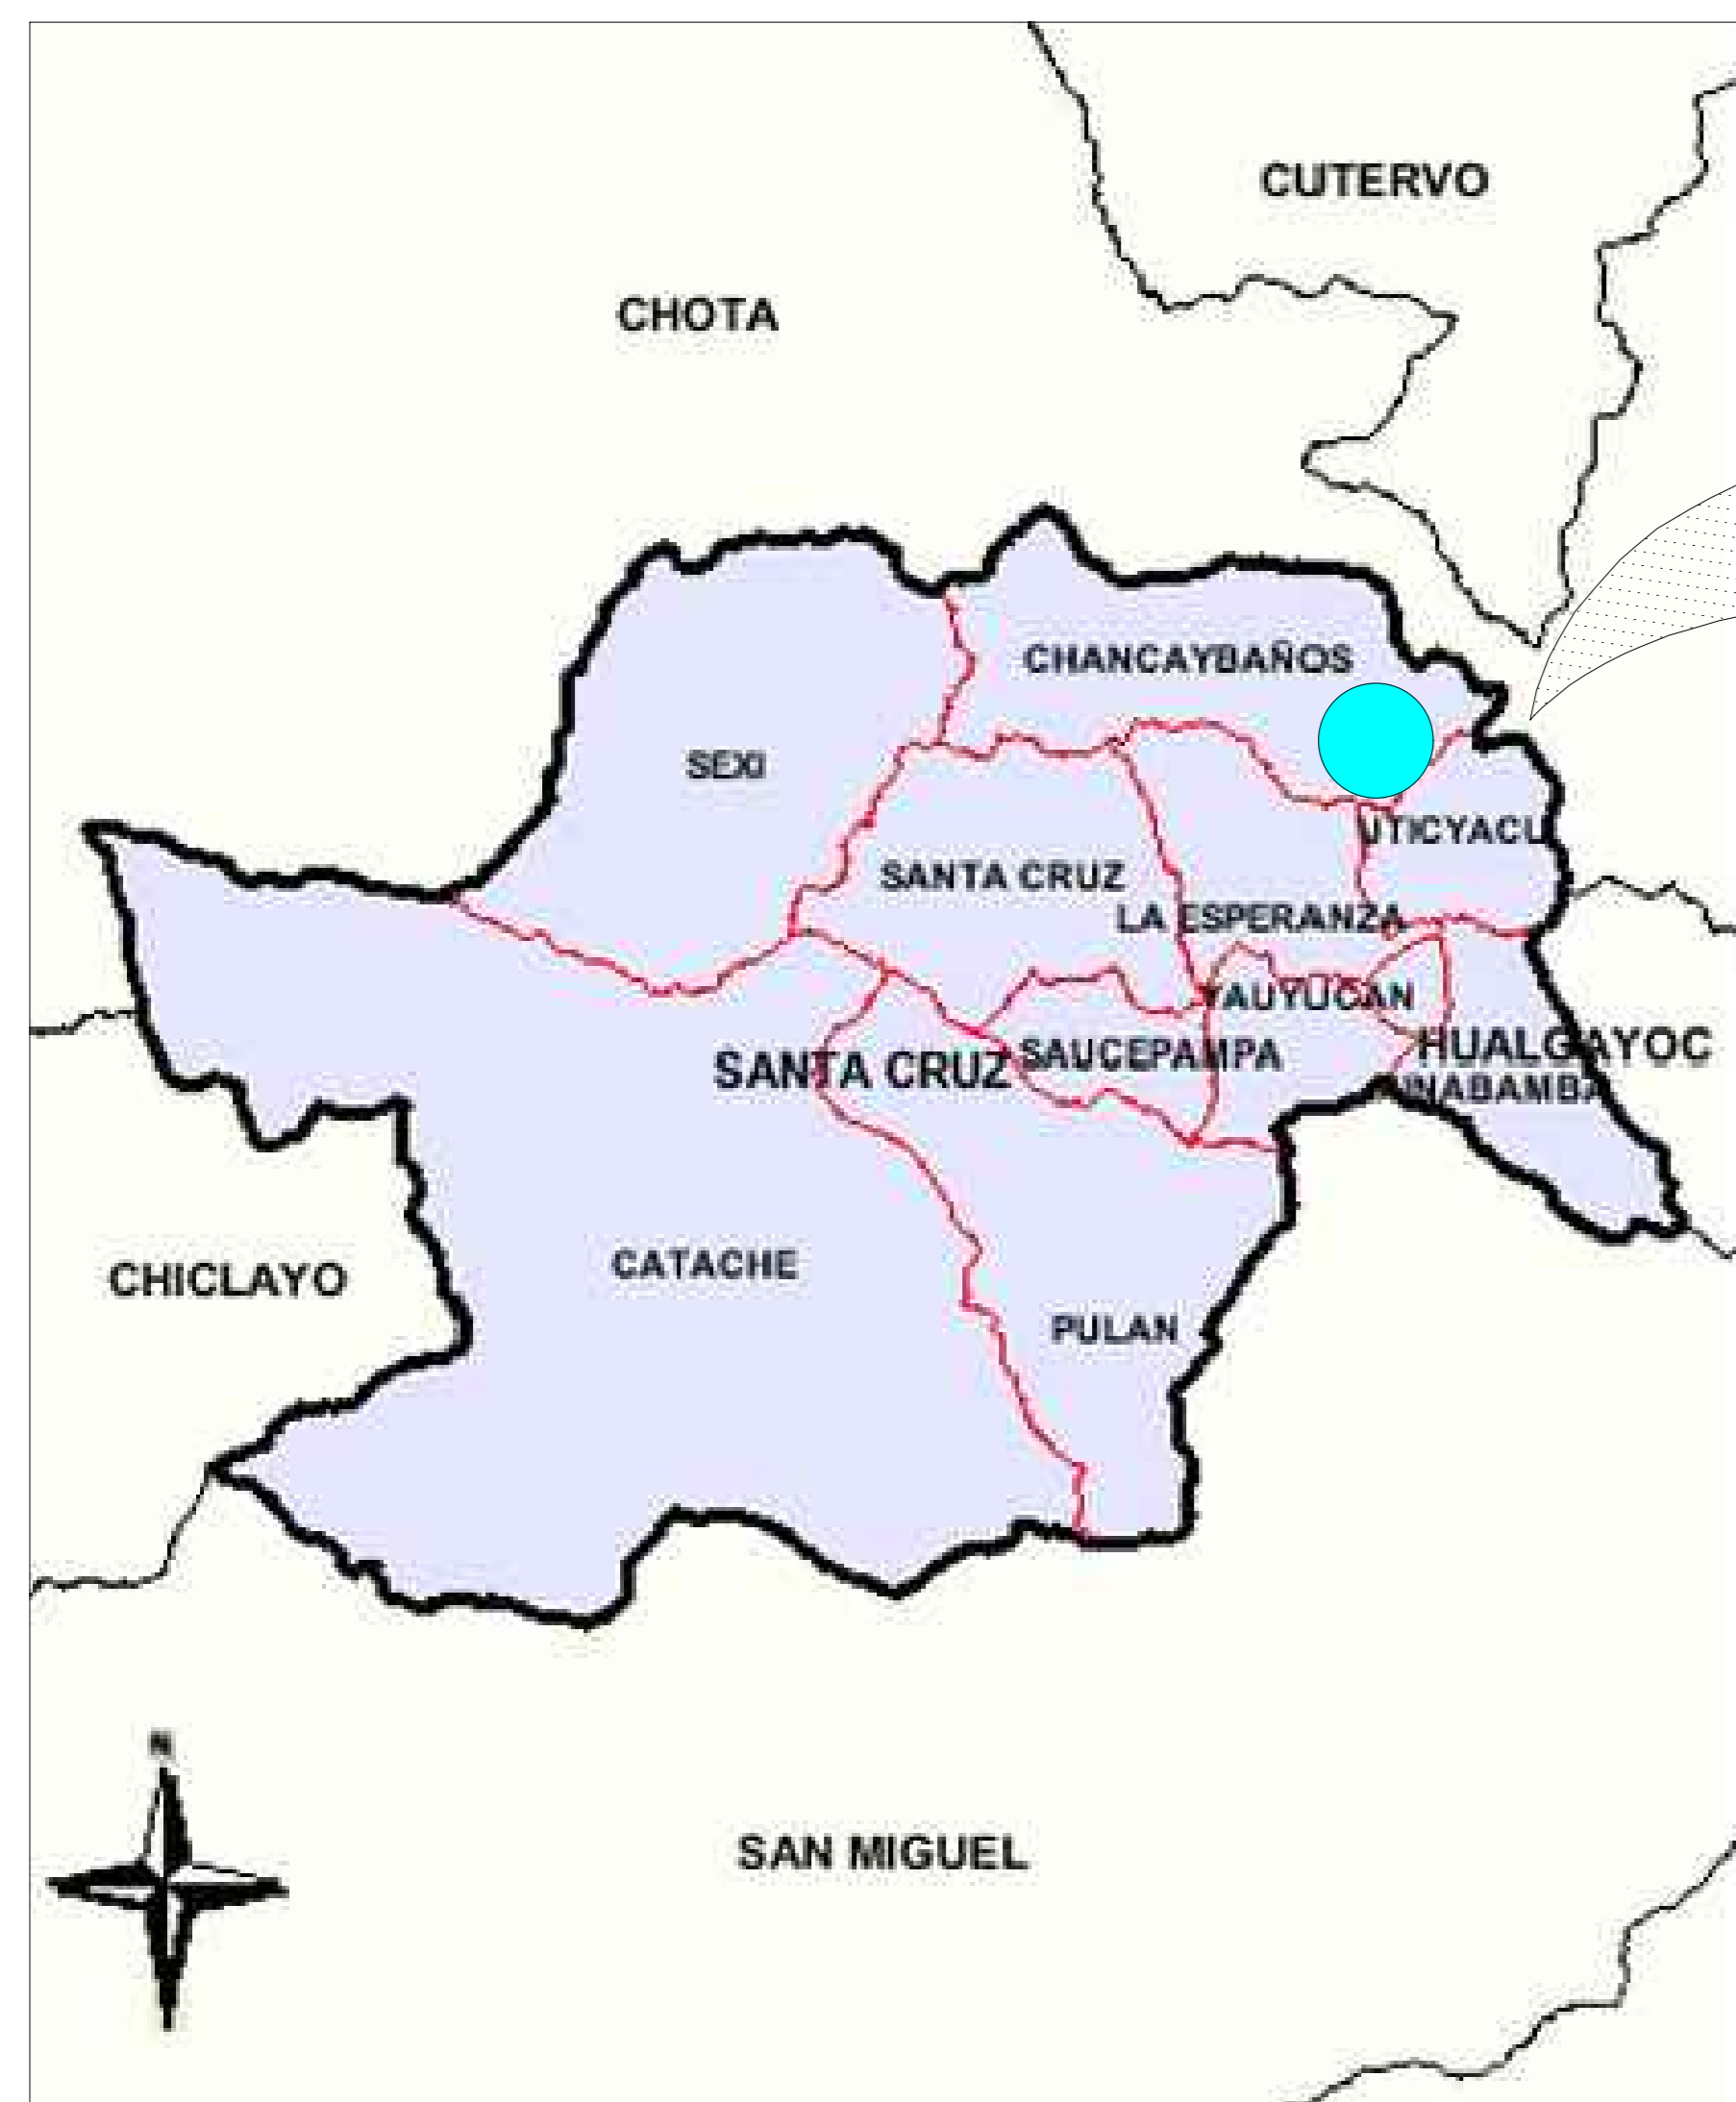 CUTERVO
CHOTA
CHANCAYBAÑOS
SEXI
UTICYACU
SANTA CRUZ
LA ESPERANZA
YAUYUCAN
HUALGAYOC
SAUCEPAMPA
SANTA CRUZ
NINABAMBA
CATACHE
CHICLAYO
PULAN
N
SAN MIGUEL